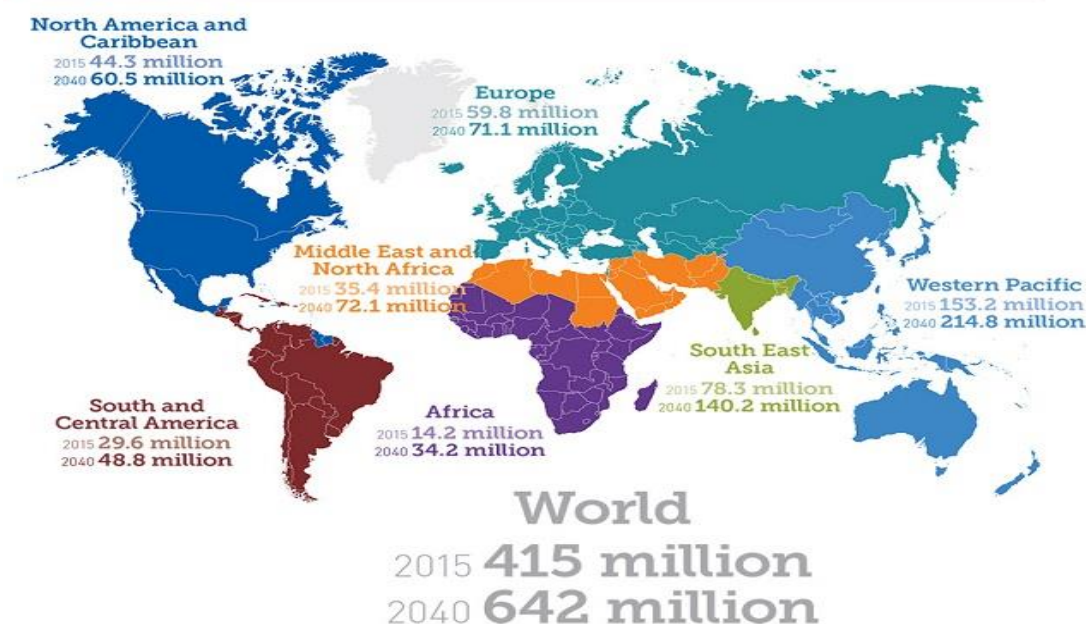 North America and
Caribbean
2015 44.3 million
2040 60.5 million
Europe
2015 59.8 million
2040 71.1 million
Middle East and
North Africa
2015 35.4 million
2040 72.1 million
Western Pacific
2015 153.2 million
2040 214.8 million
South East
Asia
2015 78.3 million
2040 140.2 million
South and
Central America
2015 29.6 million
2040 48.8 million
Africa
2015 14.2 million
2040 34.2 million
World
2015 415 million
2040 642 million